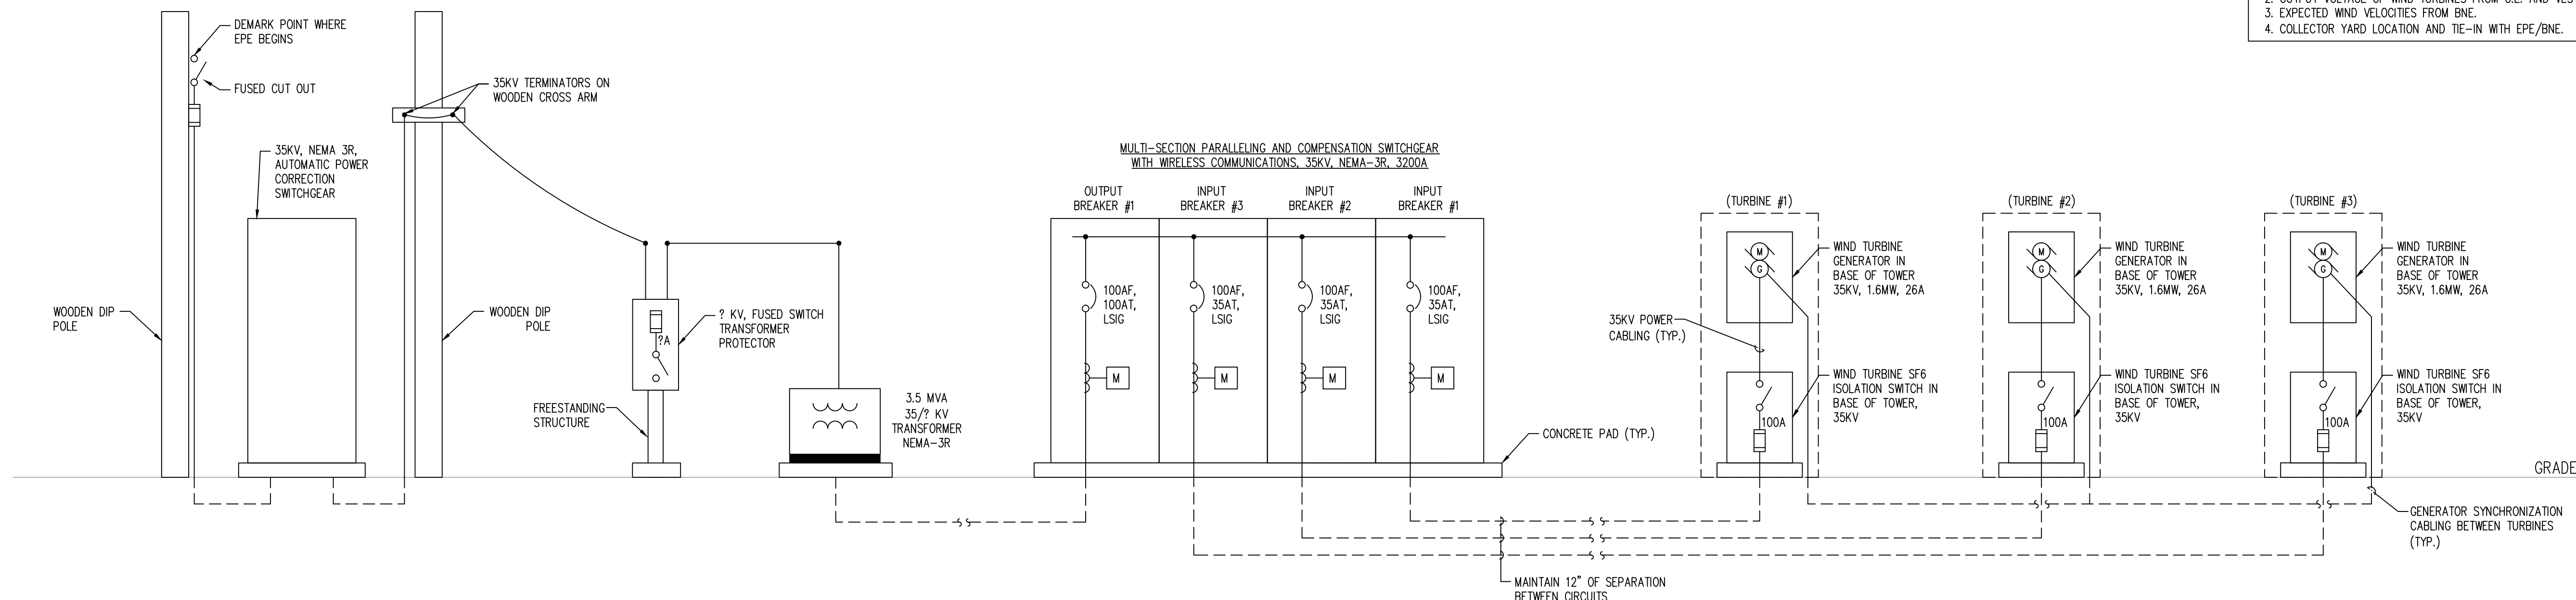 DEMARK POINT WHERE
EPE BEGINS
FUSED CUT OUT
35KV TERMINATORS ON
WOODEN CROSS ARM
35KV, NEMA 3R,
AUTOMATIC POWER
CORRECTION
SWITCHGEAR
WOODEN DIP
POLE
WOODEN DIP
POLE
? KV, FUSED SWITCH
TRANSFORMER
PROTECTOR
?A
FREESTANDING
STRUCTURE
3.5 MVA
35/? KV
TRANSFORMER
NEMA-3R
MULTI-SECTION PARALLELING AND COMPENSATION SWITCHGEAR
WITH WIRELESS COMMUNICATIONS, 35KV, NEMA-3R, 3200A
OUTPUT
BREAKER #1
INPUT
BREAKER #3
INPUT
BREAKER #2
INPUT
BREAKER #1
100AF,
100AT,
LSIG
100AF,
35AT,
LSIG
100AF,
35AT,
LSIG
100AF,
35AT,
LSIG
M
M
M
M
CONCRETE PAD (TYP.)
MAINTAIN 12" OF SEPARATION
BETWEEN CIRCUITS
35KV POWER
CABLING (TYP.)
(TURBINE #1)
M
G
WIND TURBINE
GENERATOR IN
BASE OF TOWER
35KV, 1.6MW, 26A
100A
WIND TURBINE SF6
ISOLATION SWITCH IN
BASE OF TOWER,
35KV
(TURBINE #2)
M
G
WIND TURBINE
GENERATOR IN
BASE OF TOWER
35KV, 1.6MW, 26A
100A
WIND TURBINE SF6
ISOLATION SWITCH IN
BASE OF TOWER,
35KV
(TURBINE #3)
M
G
WIND TURBINE
GENERATOR IN
BASE OF TOWER
35KV, 1.6MW, 26A
100A
WIND TURBINE SF6
ISOLATION SWITCH IN
BASE OF TOWER,
35KV
GRADE
GENERATOR SYNCHRONIZATION
CABLING BETWEEN TURBINES
(TYP.)
2. OUTPUT VOLTAGE OF WIND TURBINES FROM G.E. AND
3. EXPECTED WIND VELOCITIES FROM BNE.
4. COLLECTOR YARD LOCATION AND TIE-IN WITH EPE/BNE.